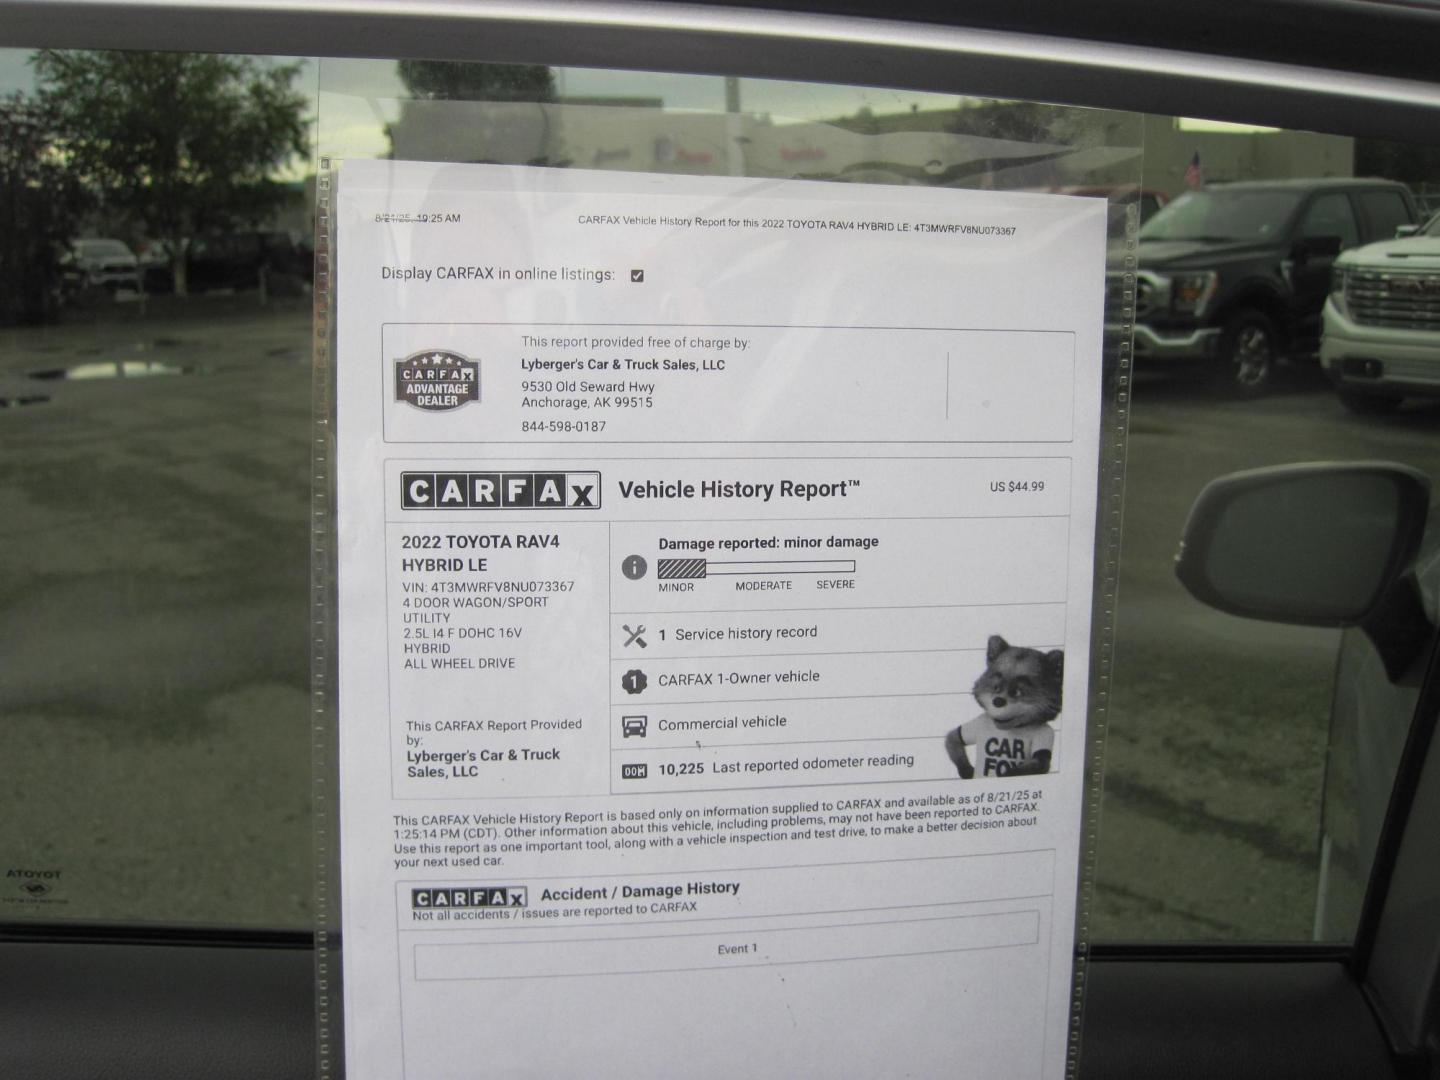 8/21/25, 10:25 AM
CARFAX Vehicle History Report for this 2022 TOYOTA RAV4 HYBRID LE: 4T3MWRFV8NU073367
Display CARFAX in online listings:
CARFAX
ADVANTAGE
DEALER
This report provided free of charge by:
Lyberger's Car & Truck Sales, LLC
9530 Old Seward Hwy
Anchorage, AK 99515
844-598-0187
CARFAX Vehicle History Report™
US $44.99
2022 TOYOTA RAV4
HYBRID LE
VIN: 4T3MWRFV8NU073367
4 DOOR WAGON/SPORT
UTILITY
2.5L I4 F DOHC 16V
HYBRID
ALL WHEEL DRIVE
This CARFAX Report Provided
by:
Lyberger's Car & Truck
Sales, LLC
Damage reported: minor damage
MINOR MODERATE SEVERE
1 Service history record
1 CARFAX 1-Owner vehicle
Commercial vehicle
10,225 Last reported odometer reading
CAR
FOX
This CARFAX Vehicle History Report is based only on information supplied to CARFAX and available as of 8/21/25 at
1:25:14 PM (CDT). Other information about this vehicle, including problems, may not have been reported to CARFAX.
Use this report as one important tool, along with a vehicle inspection and test drive, to make a better decision about
your next used car.
CARFAX Accident / Damage History
Not all accidents / issues are reported to CARFAX
Event 1